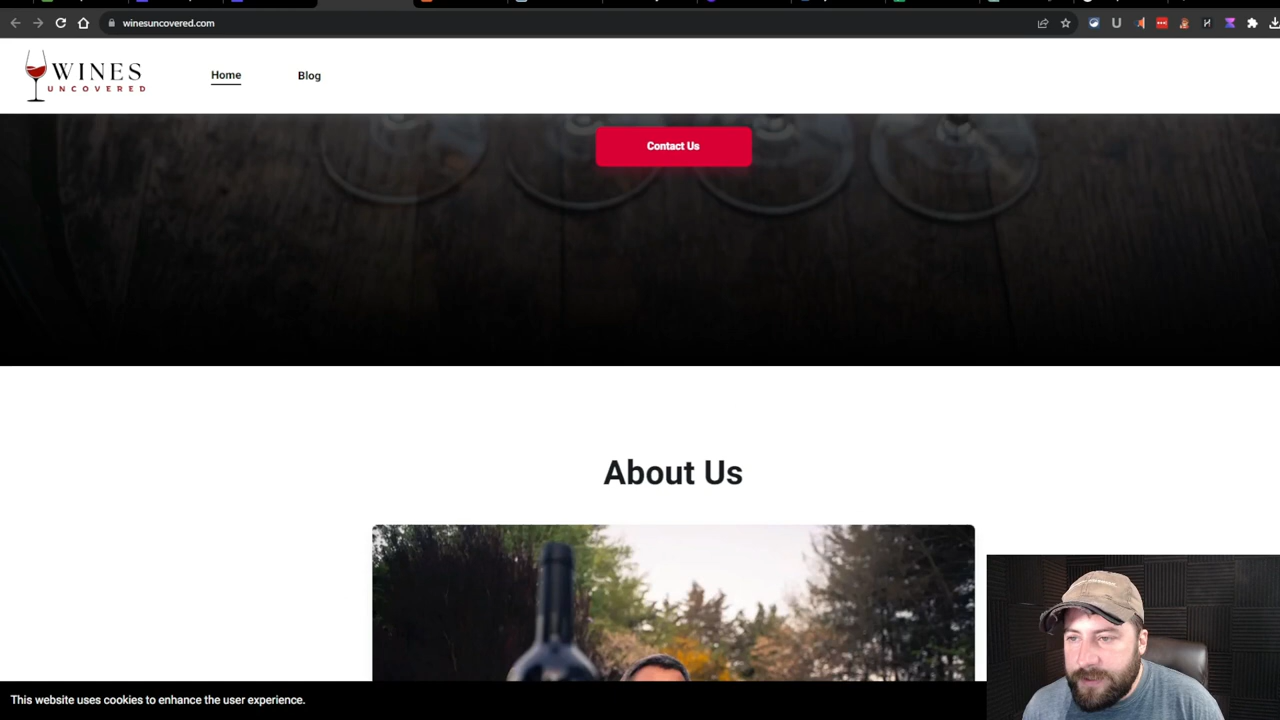 winesuncovered.com
WINES
UNCOVERED
Home
Blog
Contact Us
About Us
This website uses cookies to enhance the user experience.